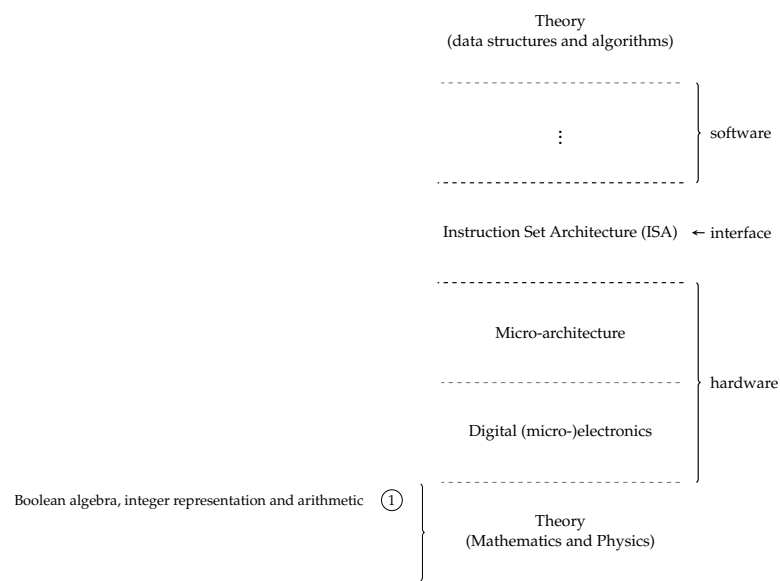 Theory
(data structures and algorithms)
⋮
software
Instruction Set Architecture (ISA) ← interface
Micro-architecture
hardware
Digital (micro-)electronics
Boolean algebra, integer representation and arithmetic ①
Theory
(Mathematics and Physics)